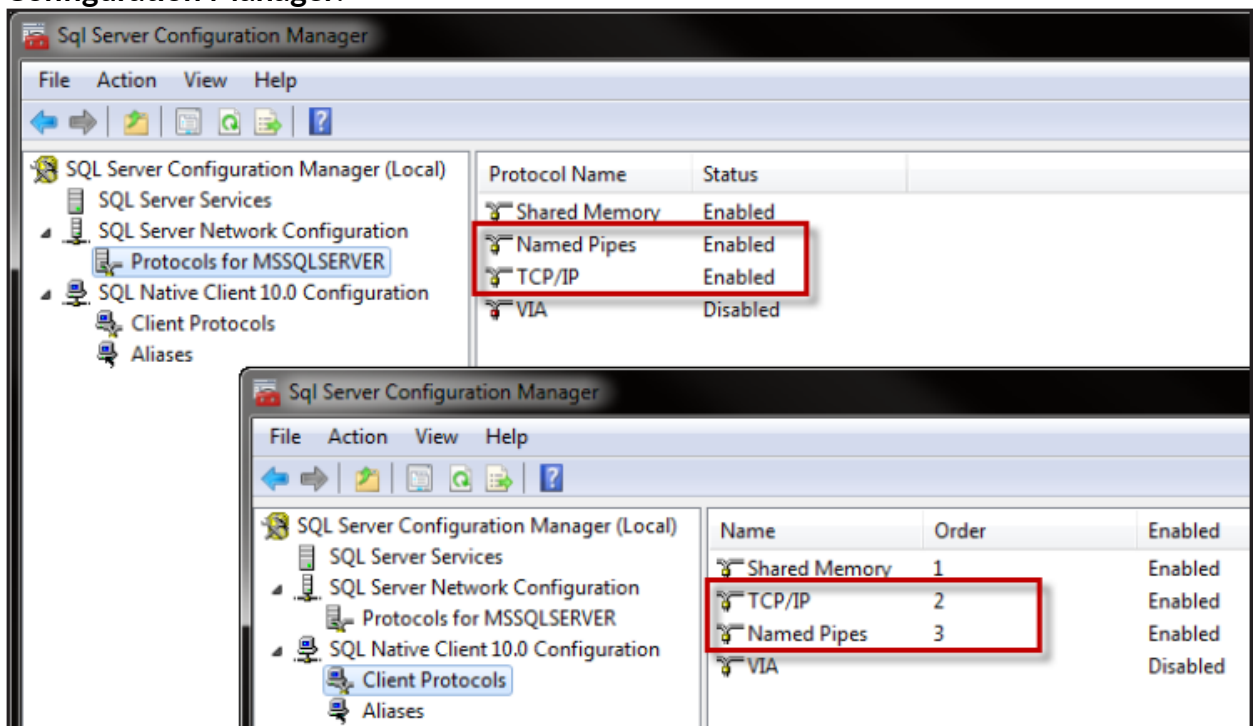 Configuration Manager.
Sql Server Configuration Manager
File Action View Help
SQL Server Configuration Manager (Local)
SQL Server Services
SQL Server Network Configuration
Protocols for MSSQLSERVER
SQL Native Client 10.0 Configuration
Client Protocols
Aliases
Protocol Name Status
Shared Memory Enabled
Named Pipes Enabled
TCP/IP Enabled
VIA Disabled
Sql Server Configuration Manager
File Action View Help
SQL Server Configuration Manager (Local)
SQL Server Services
SQL Server Network Configuration
Protocols for MSSQLSERVER
SQL Native Client 10.0 Configuration
Client Protocols
Aliases
Name Order Enabled
Shared Memory 1 Enabled
TCP/IP 2 Enabled
Named Pipes 3 Enabled
VIA Disabled